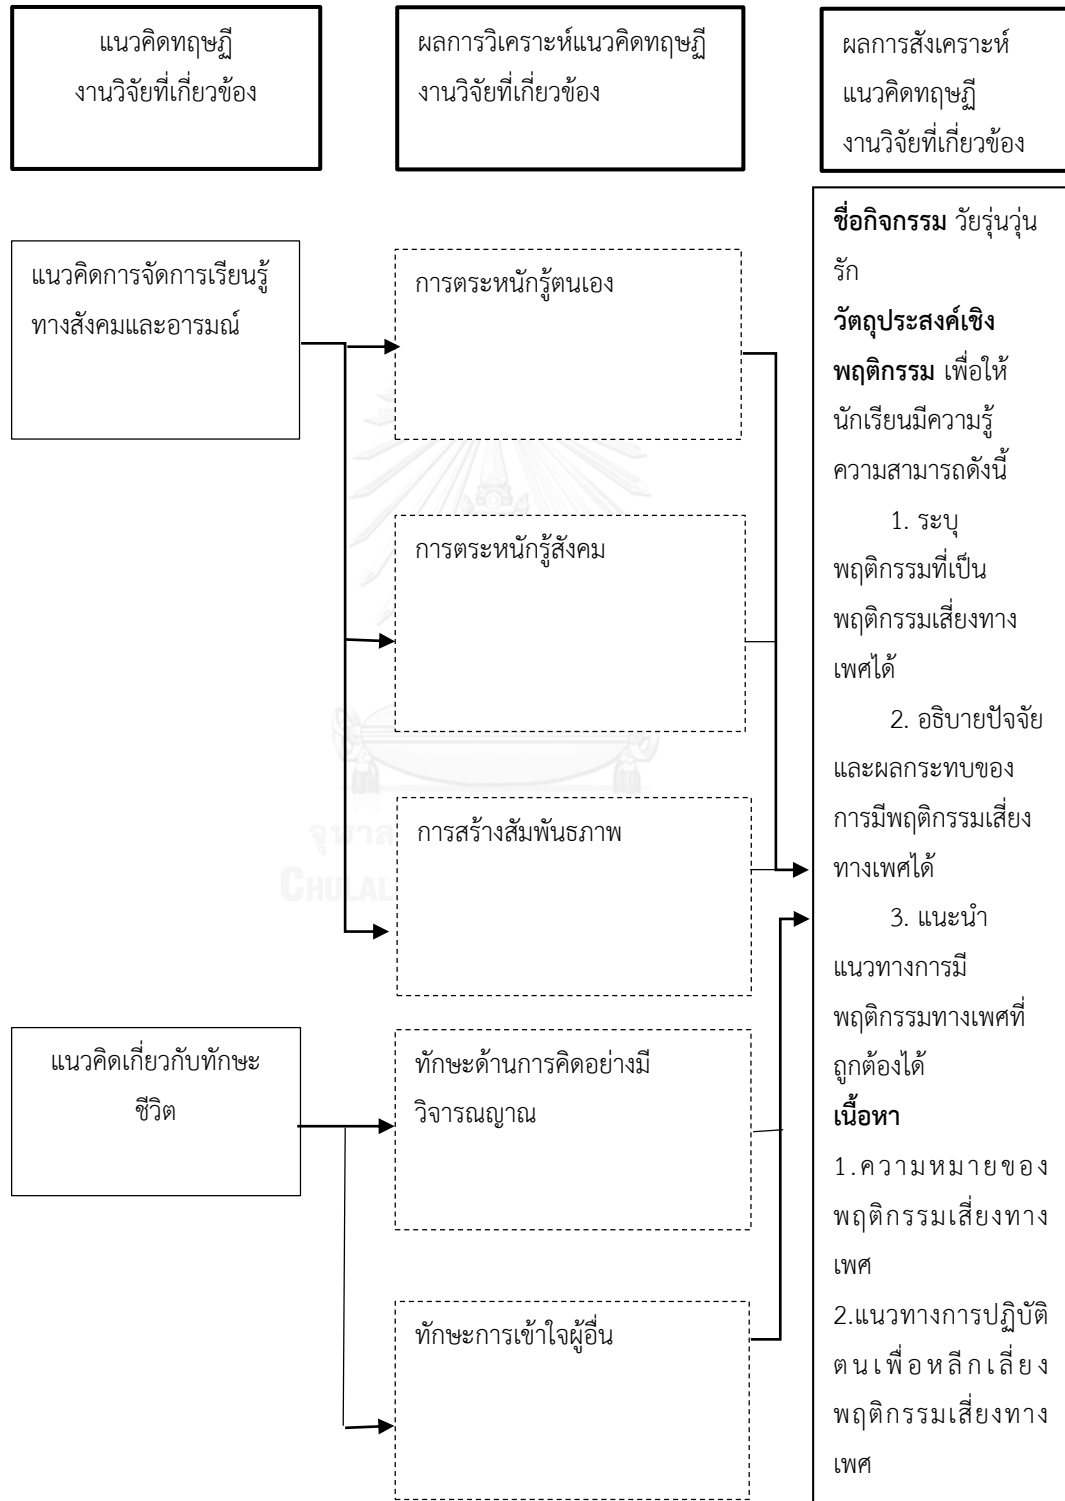 แนวคิดทฤษฏี
งานวิจัยที่เกี่ยวข้อง
ผลการวิเคราะห์แนวคิดทฤษฏี
งานวิจัยที่เกี่ยวข้อง
ผลการสังเคราะห์
แนวคิดทฤษฏี
งานวิจัยที่เกี่ยวข้อง
แนวคิดการจัดการเรียนรู้
ทางสังคมและอารมณ์
การตระหนักรู้ตนเอง
การตระหนักรู้สังคม
การสร้างสัมพันธภาพ
แนวคิดเกี่ยวกับทักษะ
ชีวิต
ทักษะด้านการคิดอย่างมี
วิจารณญาณ
ทักษะการเข้าใจผู้อื่น
ชื่อกิจกรรม วัยรุ่นวุ่น
รัก
วัตถุประสงค์เชิง
พฤติกรรม เพื่อให้
นักเรียนมีความรู้
ความสามารถดังนี้
1. ระบุ
พฤติกรรมที่เป็น
พฤติกรรมเสี่ยงทาง
เพศได้
2. อธิบายปัจจัย
และผลกระทบของ
การมีพฤติกรรมเสี่ยง
ทางเพศได้
3. แนะนำ
แนวทางการมี
พฤติกรรมทางเพศที่
ถูกต้องได้
เนื้อหา
1.ความหมายของ
พฤติกรรมเสี่ยงทาง
เพศ
2.แนวทางการปฏิบัติ
ตนเพื่อหลีกเลี่ยง
พฤติกรรมเสี่ยงทาง
เพศ
จุฬาล
CHULAL